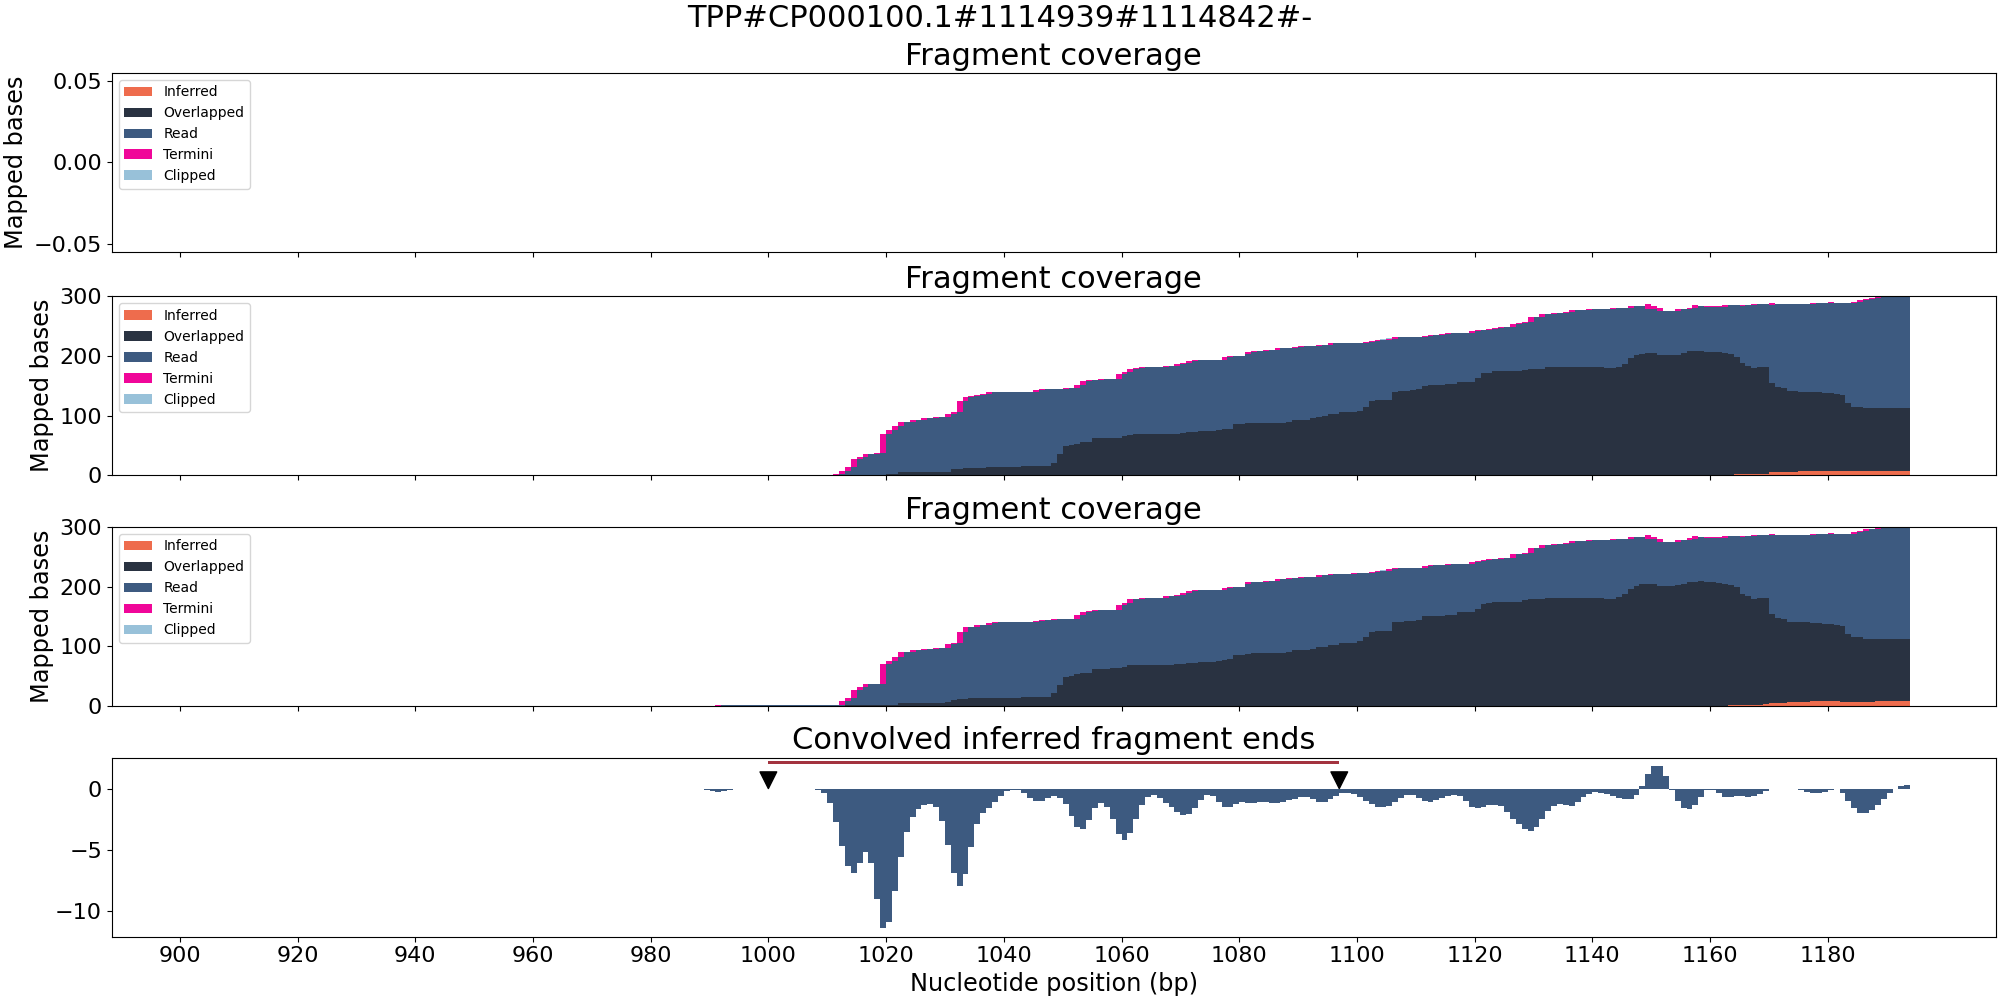 TPP#CP000100.1#1114939#1114842#-
Fragment coverage
Mapped bases
0.05
0.00
−0.05
Inferred
Overlapped
Read
Termini
Clipped
Fragment coverage
Mapped bases
300
200
100
0
Inferred
Overlapped
Read
Termini
Clipped
Fragment coverage
Mapped bases
300
200
100
0
Inferred
Overlapped
Read
Termini
Clipped
Convolved inferred fragment ends
0
−5
−10
900 920 940 960 980 1000 1020 1040 1060 1080 1100 1120 1140 1160 1180
Nucleotide position (bp)